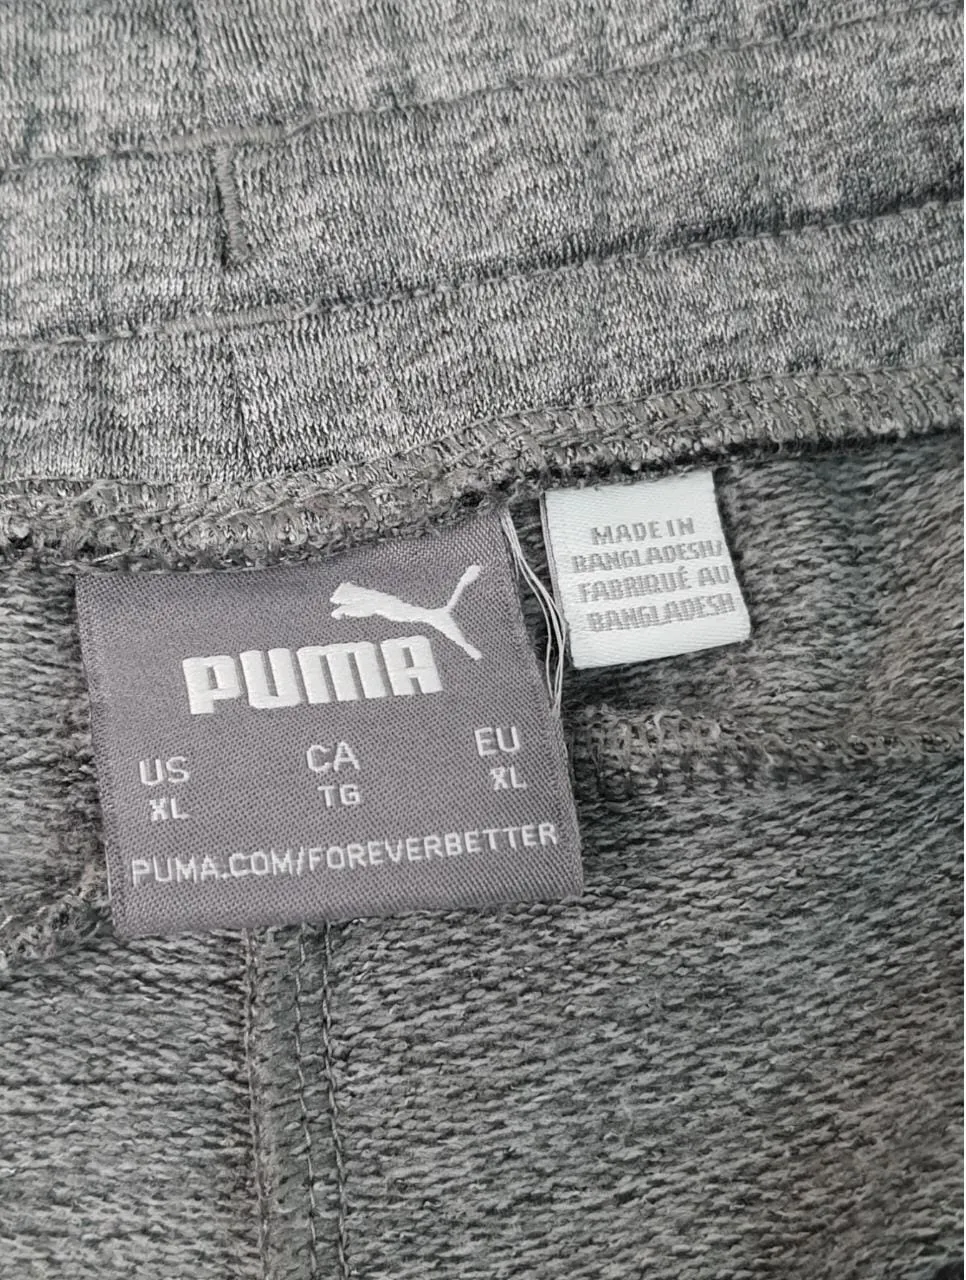 PUMA
US CA EU
XL TG XL
PUMA.COM/FOREVERBETTER
MADE IN
BANGLADESH/
FABRIQUÉ AU
BANGLADESH